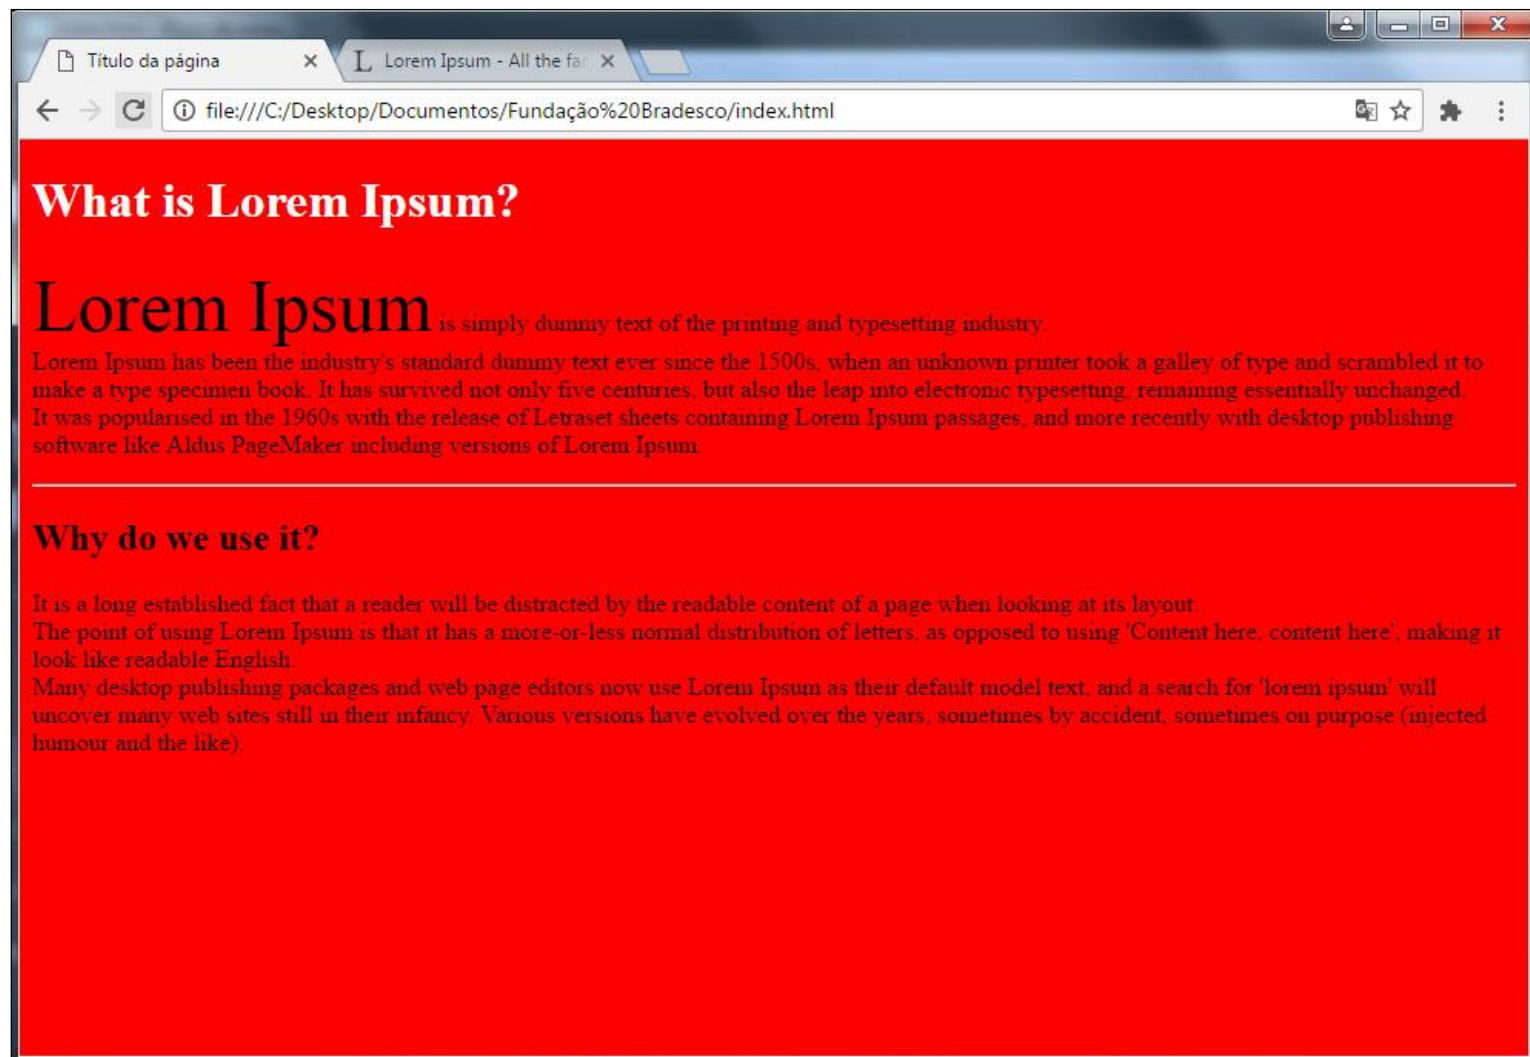 Título da página
L Lorem Ipsum - All the fa
file:///C:/Desktop/Documentos/Fundação%20Bradesco/index.html
What is Lorem Ipsum?
Lorem Ipsum is simply dummy text of the printing and typesetting industry.
Lorem Ipsum has been the industry's standard dummy text ever since the 1500s, when an unknown printer took a galley of type and scrambled it to
make a type specimen book. It has survived not only five centuries, but also the leap into electronic typesetting, remaining essentially unchanged.
It was popularised in the 1960s with the release of Letraset sheets containing Lorem Ipsum passages, and more recently with desktop publishing
software like Aldus PageMaker including versions of Lorem Ipsum.
Why do we use it?
It is a long established fact that a reader will be distracted by the readable content of a page when looking at its layout.
The point of using Lorem Ipsum is that it has a more-or-less normal distribution of letters, as opposed to using 'Content here, content here', making it
look like readable English.
Many desktop publishing packages and web page editors now use Lorem Ipsum as their default model text, and a search for 'lorem ipsum' will
uncover many web sites still in their infancy. Various versions have evolved over the years, sometimes by accident, sometimes on purpose (injected
humour and the like).